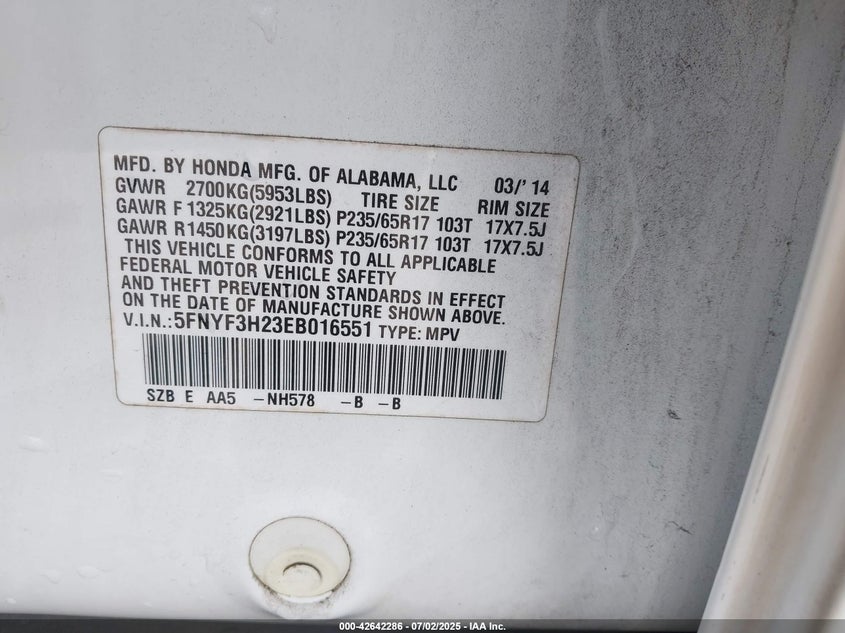 MFD. BY HONDA MFG. OF ALABAMA, LLC 03/'14
GVWR 2700KG(5953LBS) TIRE SIZE RIM SIZE
GAWR F 1325KG(2921LBS) P235/65R17 103T 17X7.5J
GAWR R1450KG(3197LBS) P235/65R17 103T 17X7.5J
THIS VEHICLE CONFORMS TO ALL APPLICABLE
FEDERAL MOTOR VEHICLE SAFETY
AND THEFT PREVENTION STANDARDS IN EFFECT
ON THE DATE OF MANUFACTURE SHOWN ABOVE.
V.I.N.:5FNYF3H23EB016551 TYPE: MPV
SZB E AA5 -NH578 -B -B
000-42642286 - 07/02/2025 - IAA Inc.